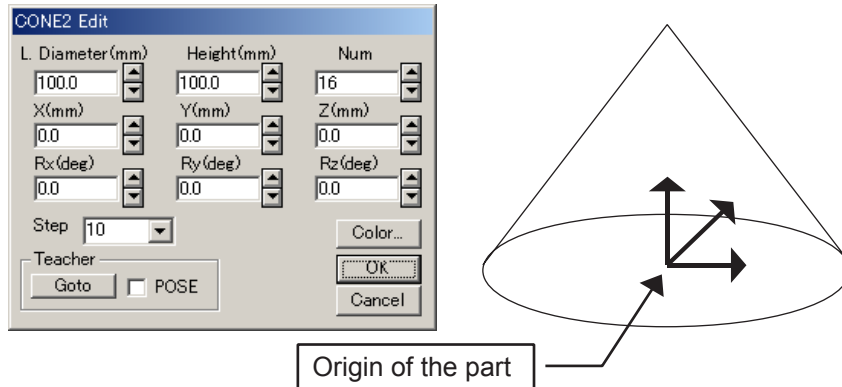 CONE2 Edit
L. Diameter(mm) Height(mm) Num
100.0 100.0 16
X(mm) Y(mm) Z(mm)
0.0 0.0 0.0
Rx(deg) Ry(deg) Rz(deg)
0.0 0.0 0.0
Step 10 Color...
Teacher OK
Goto POSE Cancel
Origin of the part